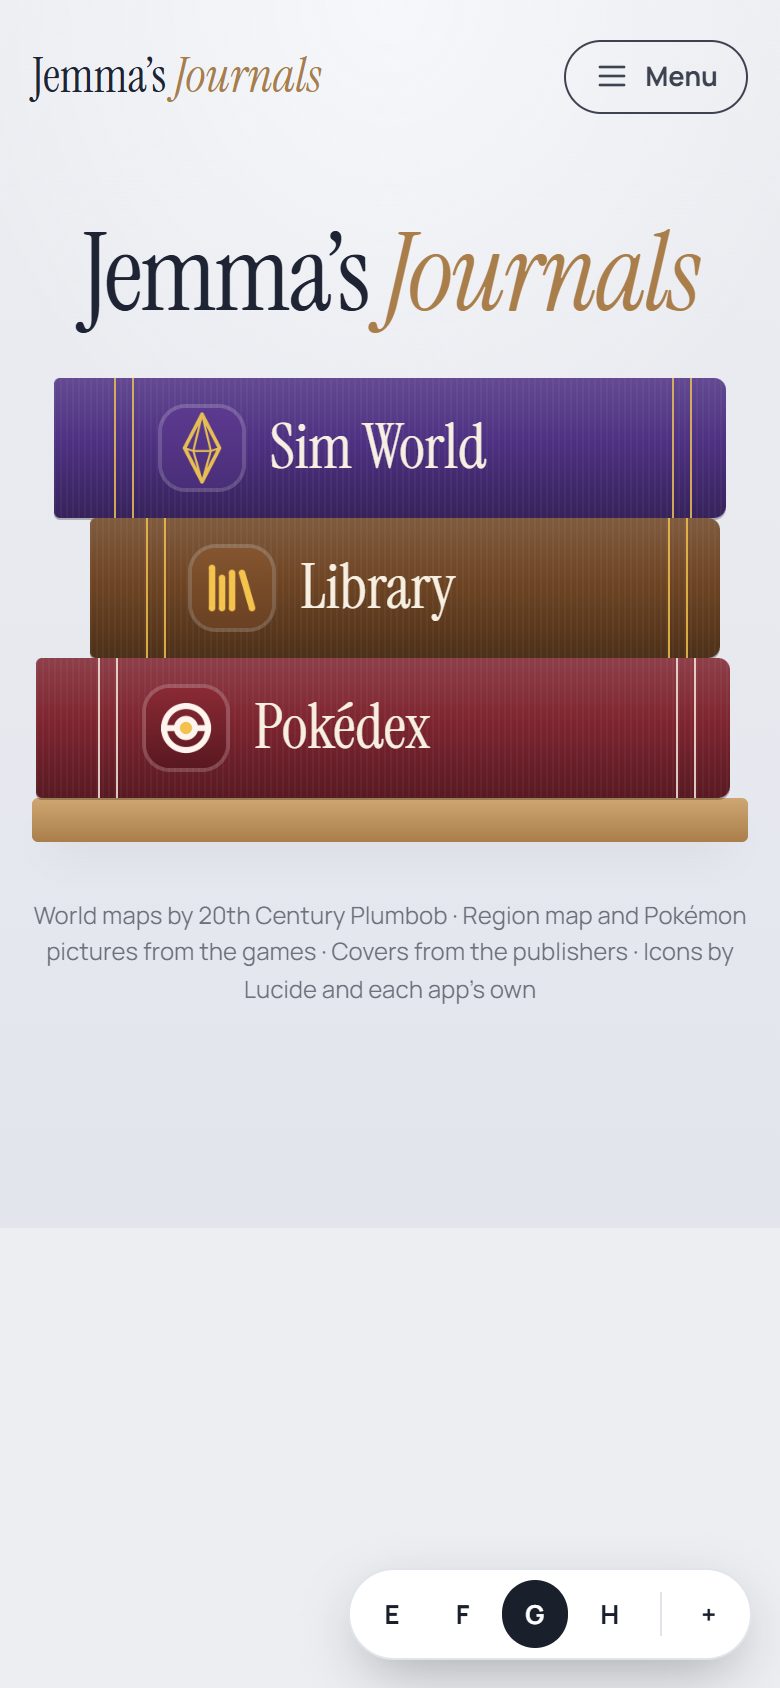 Jemma’s Journals
Menu
Jemma’s Journals
Sim World
Library
Pokédex
World maps by 20th Century Plumbob · Region map and Pokémon
pictures from the games · Covers from the publishers · Icons by
Lucide and each app’s own
E F G H +